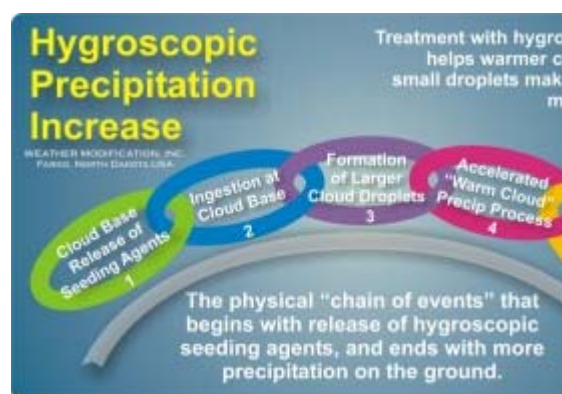 Hygroscopic
Precipitation
Increase
WEATHER MODIFICATION, INC.
FARGO, NORTH DAKOTA USA
Treatment with hygro
helps warmer c
small droplets mak
m
Cloud Base
Release of
Seeding Agents
1
Ingestion at
Cloud Base
2
Formation
of Larger
Cloud Droplets
3
Accelerated
"Warm Cloud"
Precip Process
4
The physical "chain of events" that
begins with release of hygroscopic
seeding agents, and ends with more
precipitation on the ground.